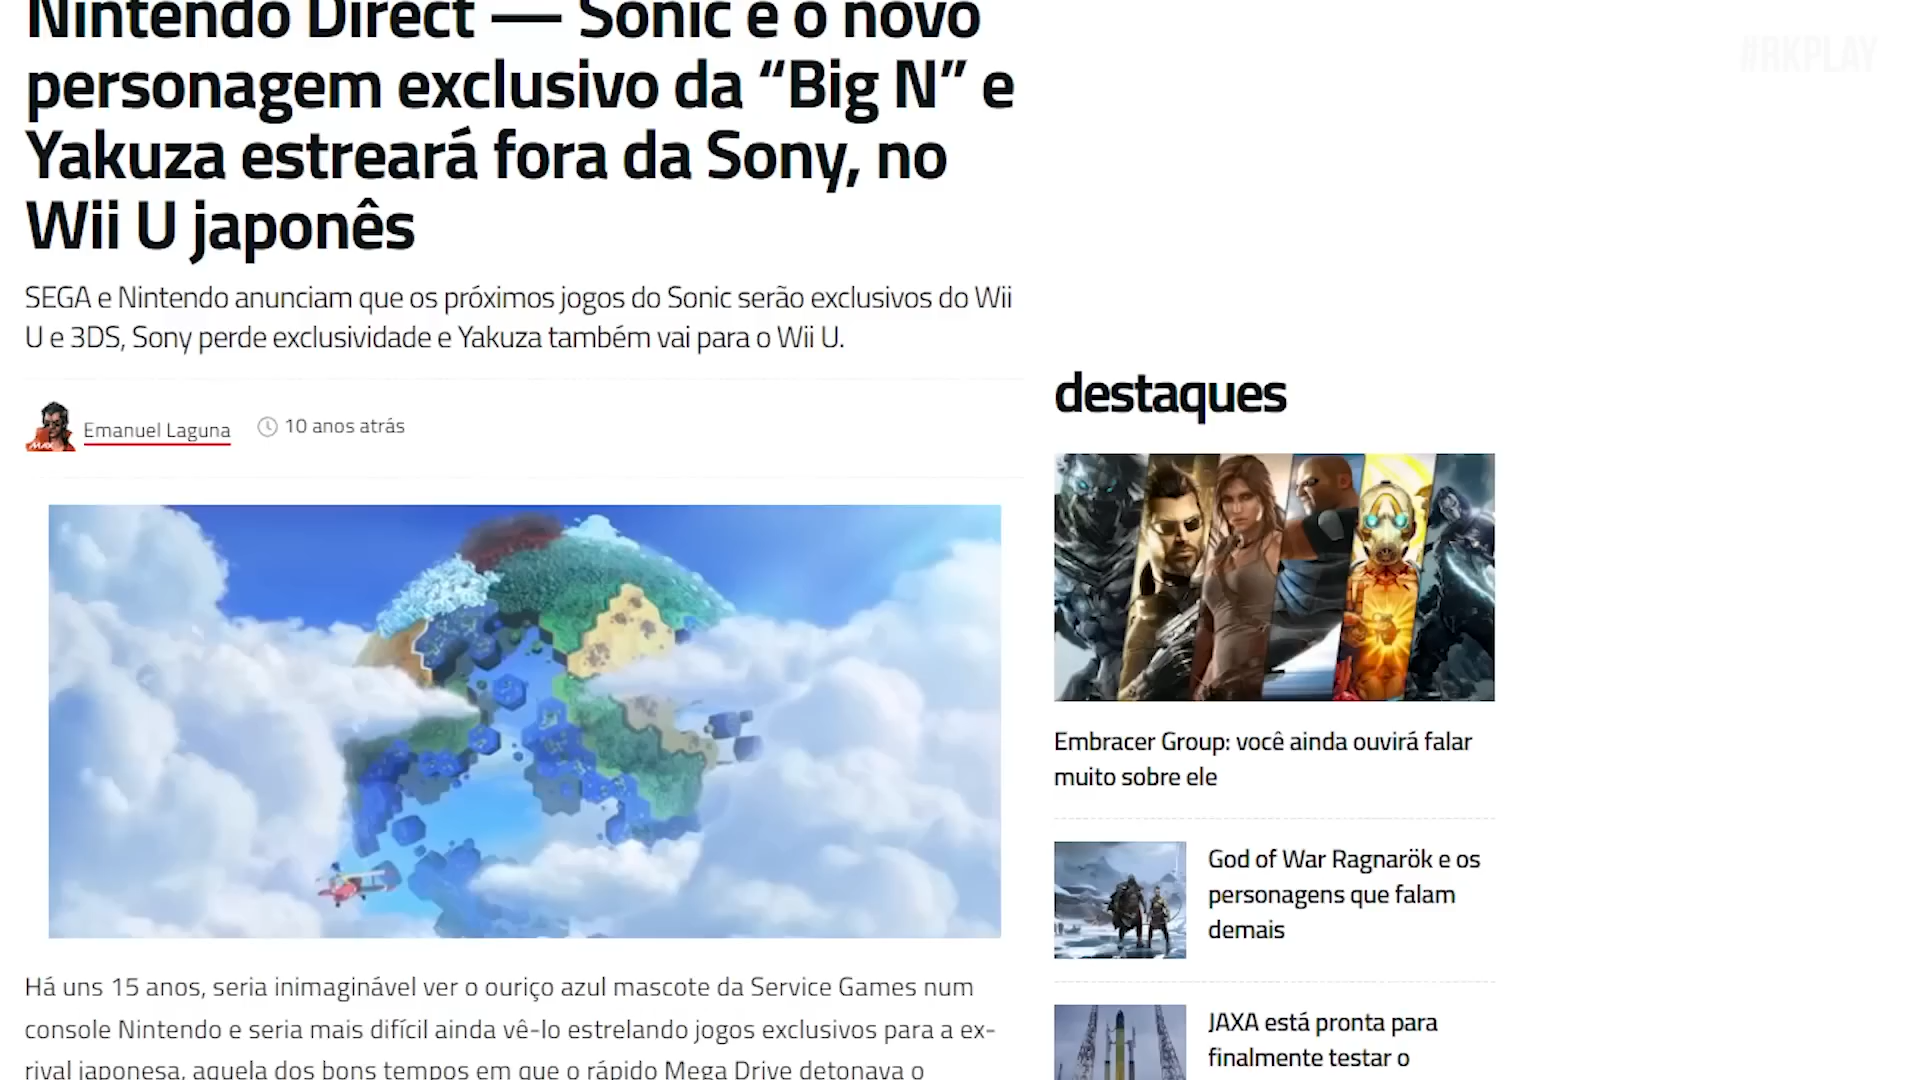 Nintendo Direct — Sonic é o novo
personagem exclusivo da “Big N” e
Yakuza estreará fora da Sony, no
Wii U japonês
SEGA e Nintendo anunciam que os próximos jogos do Sonic serão exclusivos do Wii
U e 3DS, Sony perde exclusividade e Yakuza também vai para o Wii U.
Emanuel Laguna
10 anos atrás
Há uns 15 anos, seria inimaginável ver o ouriço azul mascote da Service Games num
console Nintendo e seria mais difícil ainda vê-lo estrelando jogos exclusivos para a ex-
rival japonesa, aquela dos bons tempos em que o rápido Mega Drive detonava o
#RKPLAY
destaques
Embracer Group: você ainda ouvirá falar
muito sobre ele
God of War Ragnarök e os
personagens que falam
demais
JAXA está pronta para
finalmente testar o